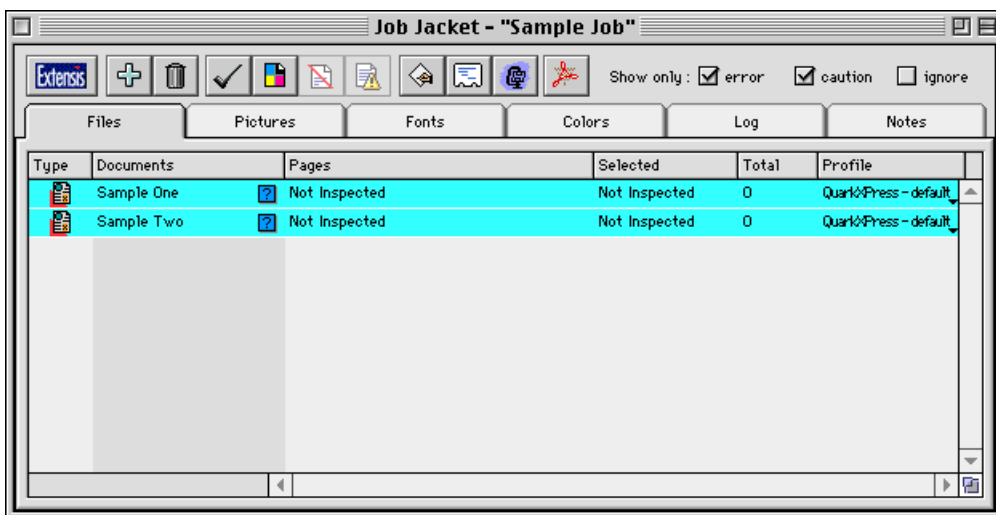 Job Jacket - "Sample Job"
Extensis Show only : error caution ignore
Files Pictures Fonts Colors Log Notes
Type Documents Pages Selected Total Profile
Sample One ? Not Inspected Not Inspected 0 QuarkXPress - default
Sample Two ? Not Inspected Not Inspected 0 QuarkXPress - default